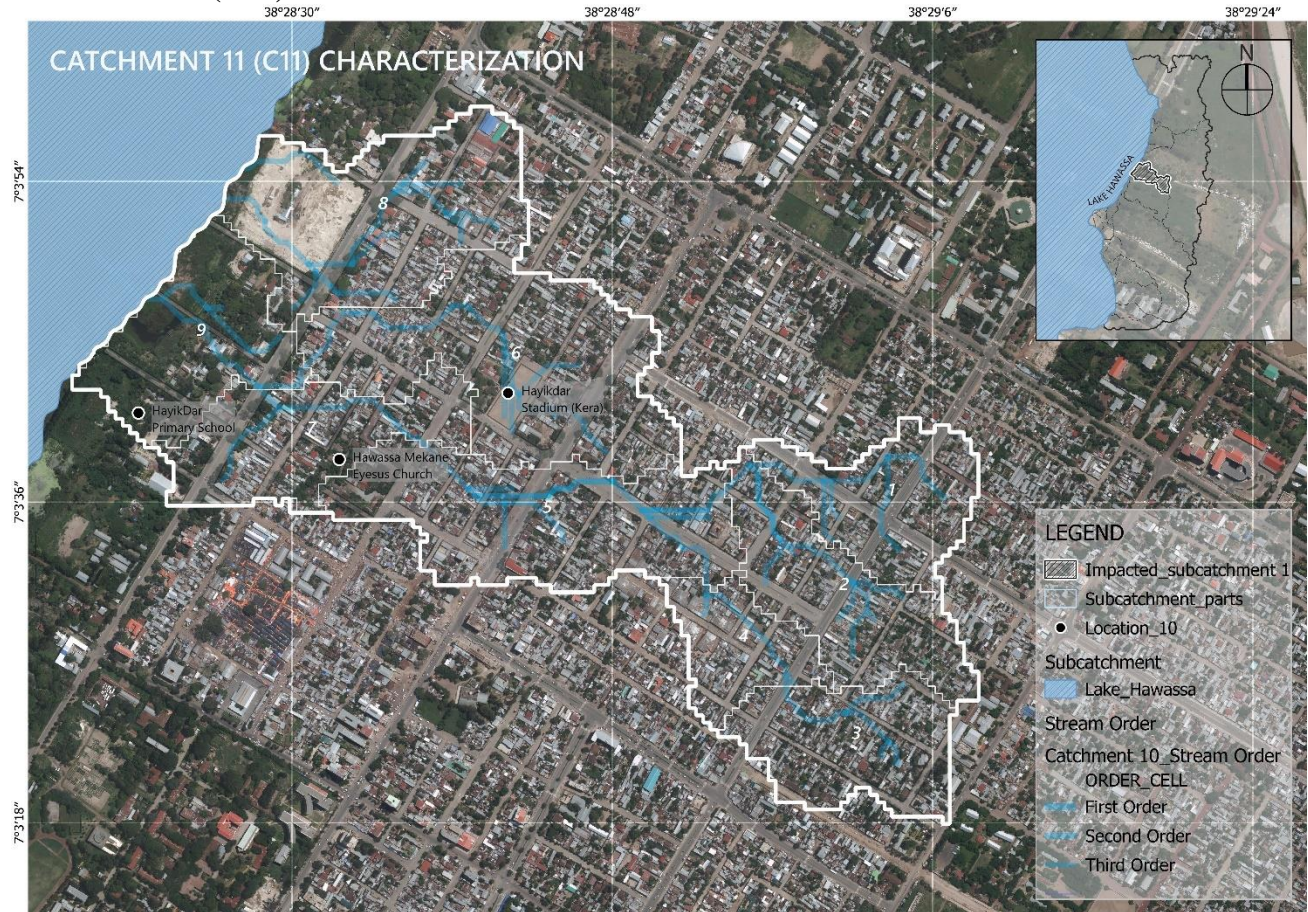 38°28'30"
38°28'48"
38°29'6"
38°29'24"
CATCHMENT 11 (C11) CHARACTERIZATION
N
LAKE HAWASSA
7°3'54"
8
9
6
HayikDar
Primary School
Hayikdar
Stadium (Kera)
7
Hawassa Mekane
Eyesus Church
7°3'36"
5
1
2
4
3
7°3'18"
LEGEND
Impacted_subcatchment 1
Subcatchment_parts
Location_10
Subcatchment
Lake_Hawassa
Stream Order
Catchment 10_Stream Order
ORDER_CELL
First Order
Second Order
Third Order